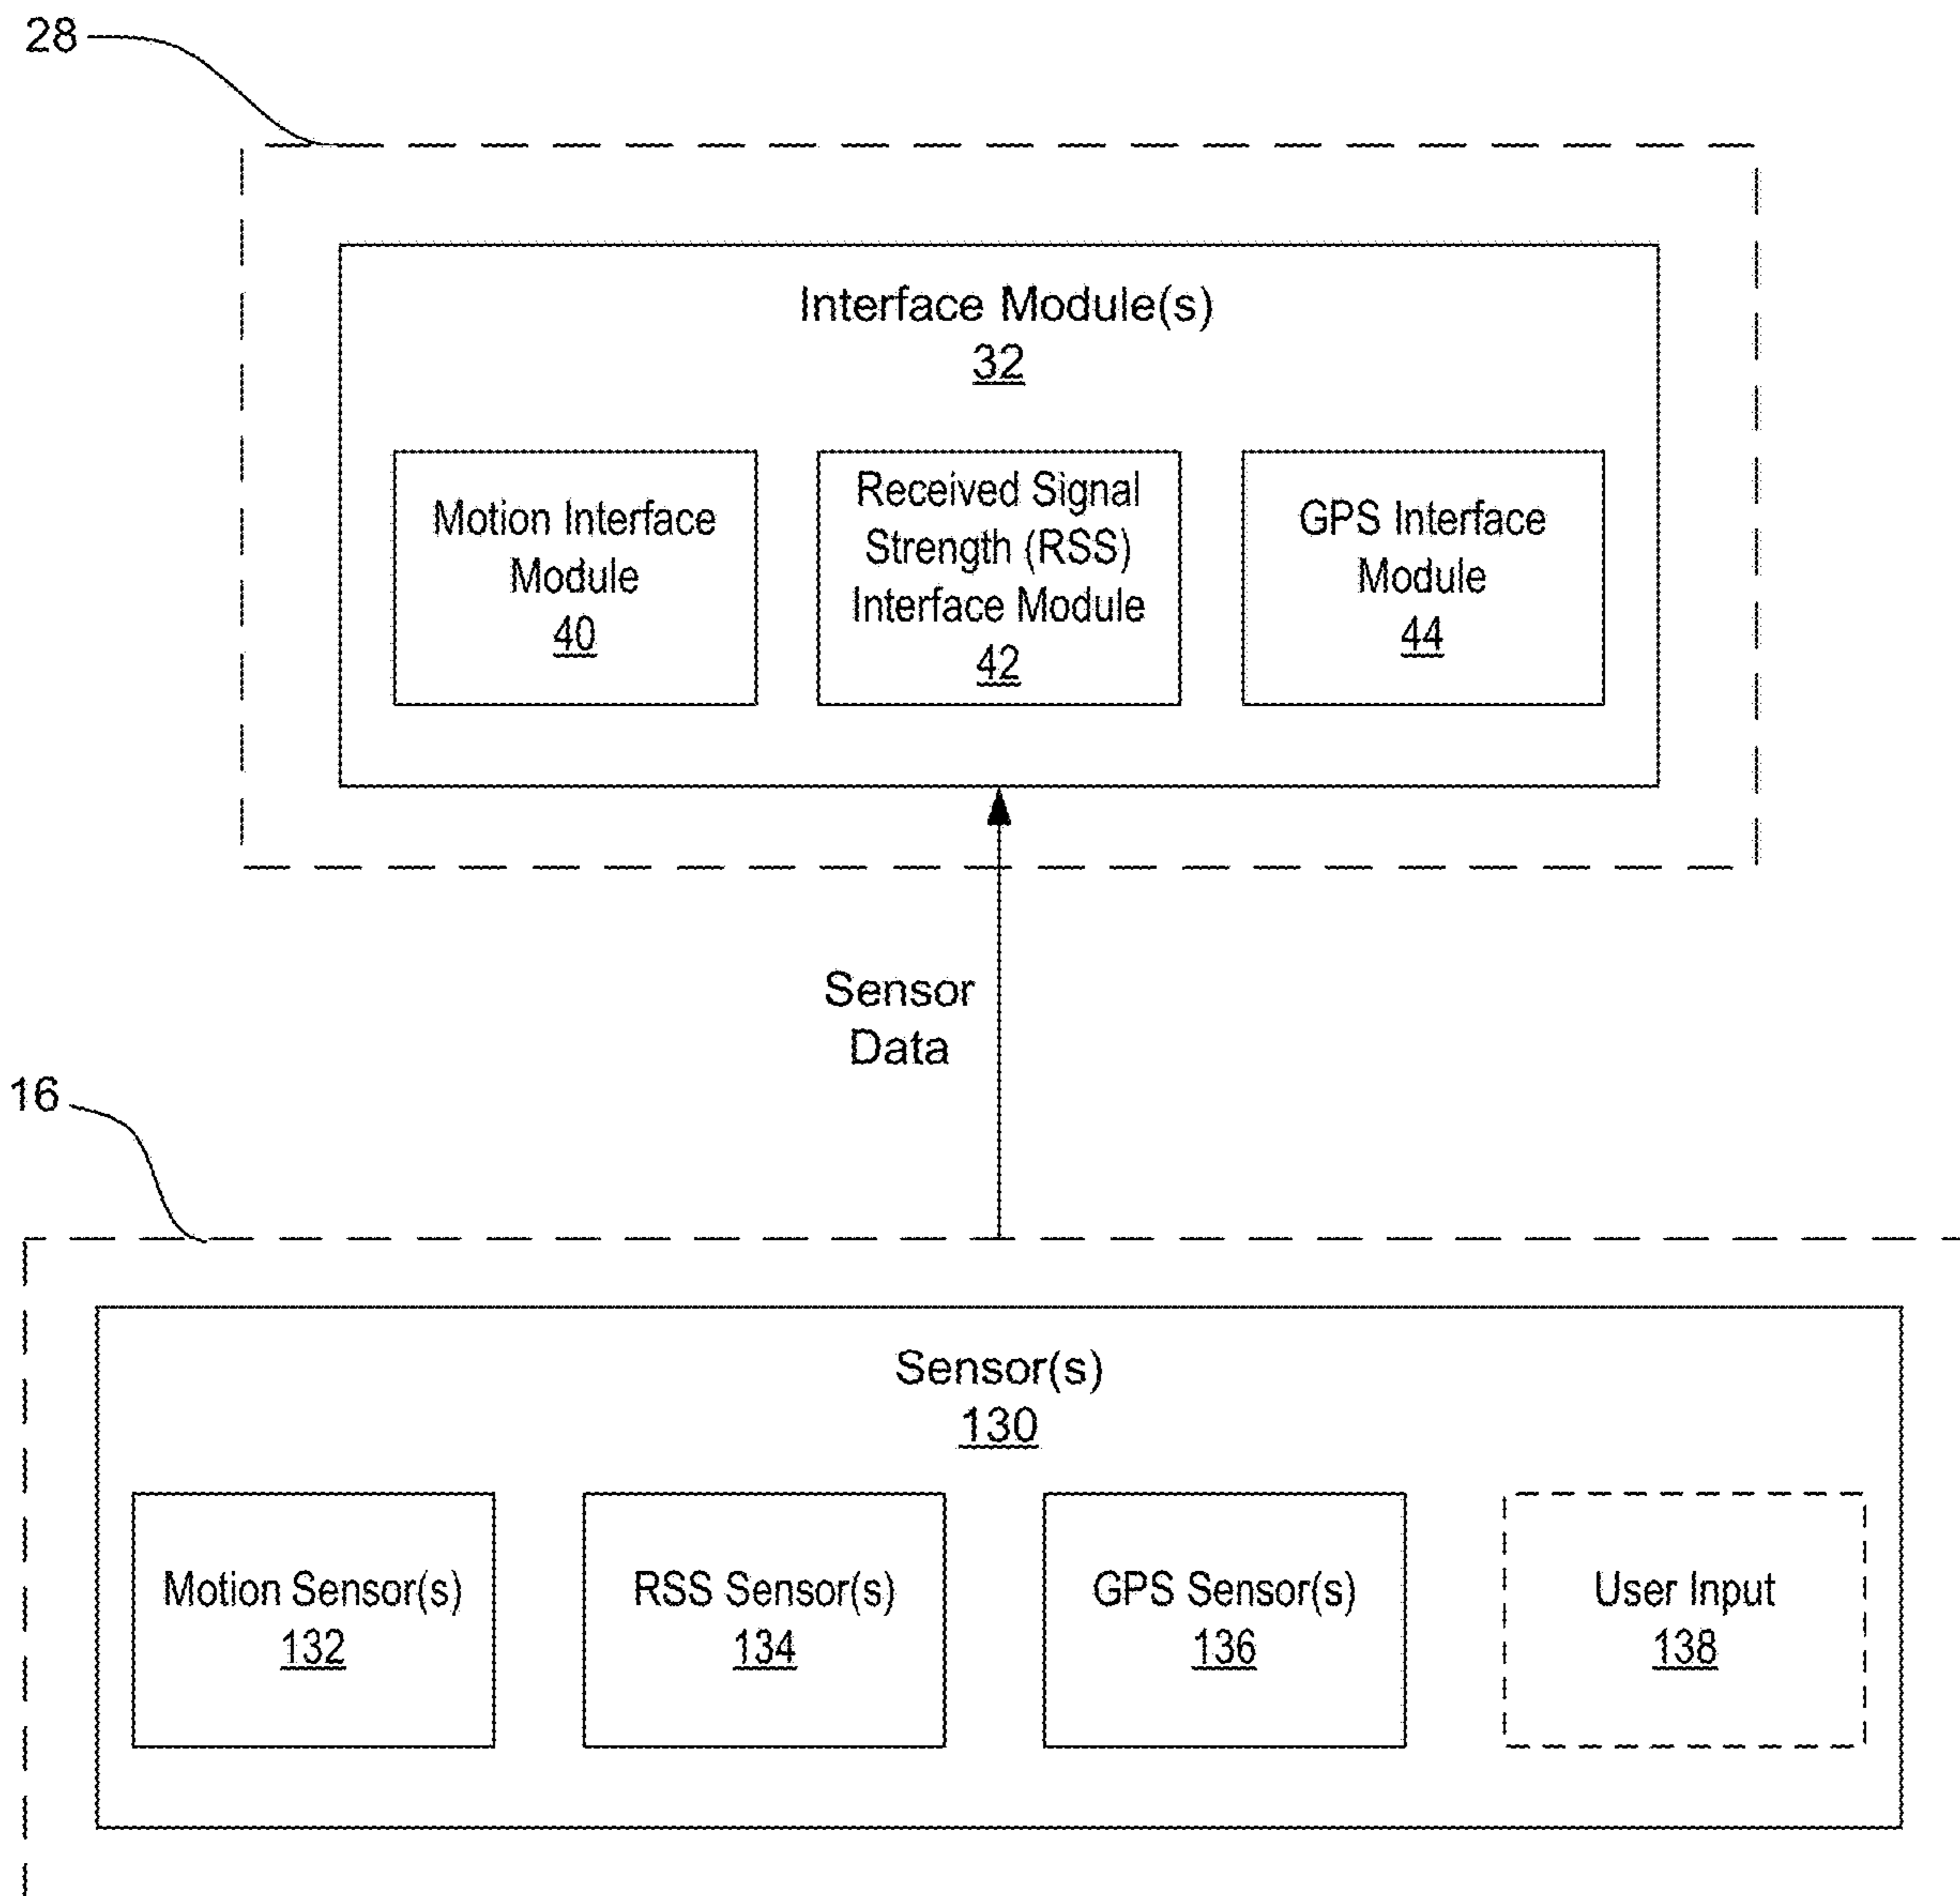 28
Interface Module(s)
32
Motion Interface
Module
40
Received Signal
Strength (RSS)
Interface Module
42
GPS Interface
Module
44
Sensor
Data
16
Sensor(s)
130
Motion Sensor(s)
132
RSS Sensor(s)
134
GPS Sensor(s)
136
User Input
138